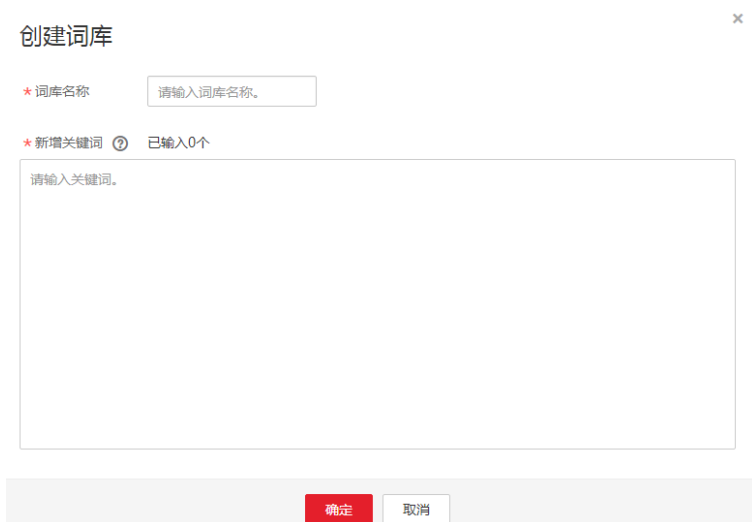 创建词库
* 词库名称 请输入词库名称。
* 新增关键词 ? 已输入0个
请输入关键词。
确定 取消